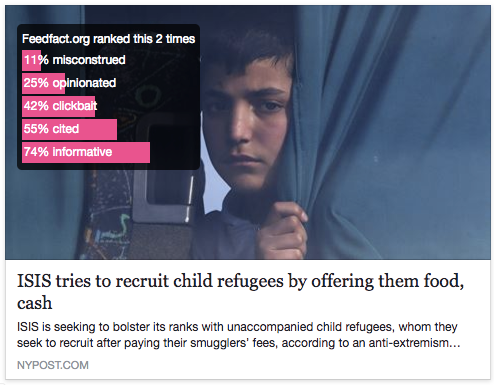 Feedfact.org ranked this 2 times
11% misconstrued
25% opinionated
42% clickbait
55% cited
74% informative
ISIS tries to recruit child refugees by offering them food,
cash
ISIS is seeking to bolster its ranks with unaccompanied child refugees, whom they
seek to recruit after paying their smugglers' fees, according to an anti-extremism…
NYPOST.COM